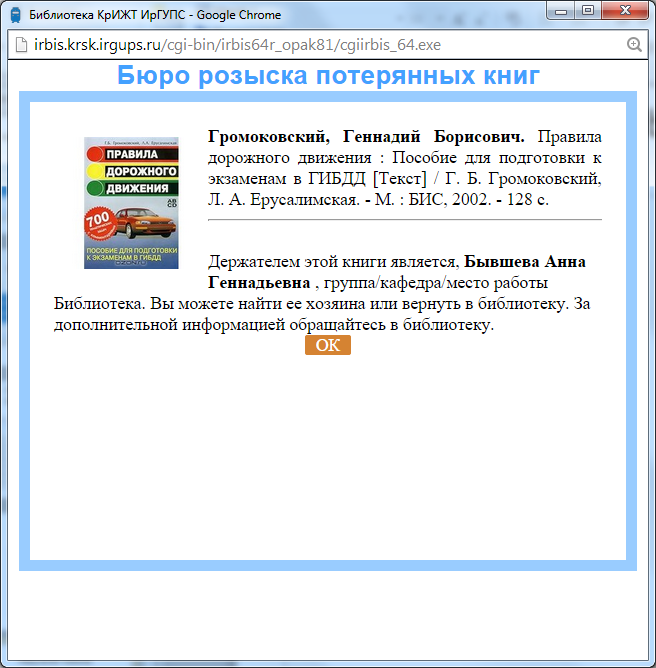 Библиотека КрИЖТ ИрГУПС - Google Chrome
irbis.krsk.irgups.ru/cgi-bin/irbis64r_opak81/cgiirbis_64.exe
Бюро розыска потерянных книг
Г.Б. Громоковский, Л.А. Ерусалимская
ПРАВИЛА
ДОРОЖНОГО
ДВИЖЕНИЯ
AB
CD
700
ПОСОБИЕ ДЛЯ ПОДГОТОВКИ
К ЭКЗАМЕНАМ В ГИБДД
Громоковский, Геннадий Борисович. Правила
дорожного движения : Пособие для подготовки к
экзаменам в ГИБДД [Текст] / Г. Б. Громоковский,
Л. А. Ерусалимская. - М. : БИС, 2002. - 128 с.
Держателем этой книги является, Бывшева Анна
Геннадьевна , группа/кафедра/место работы
Библиотека. Вы можете найти ее хозяина или вернуть в библиотеку. За
дополнительной информацией обращайтесь в библиотеку.
ОК